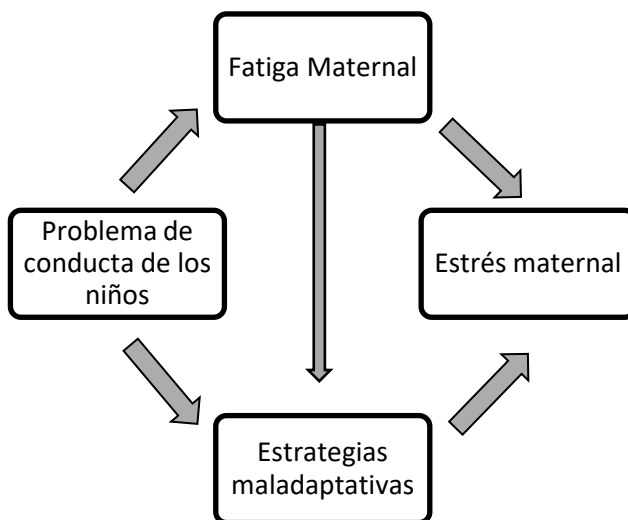 Fatiga Maternal
Problema de
conducta de los
niños
Estrés maternal
Estrategias
maladaptativas